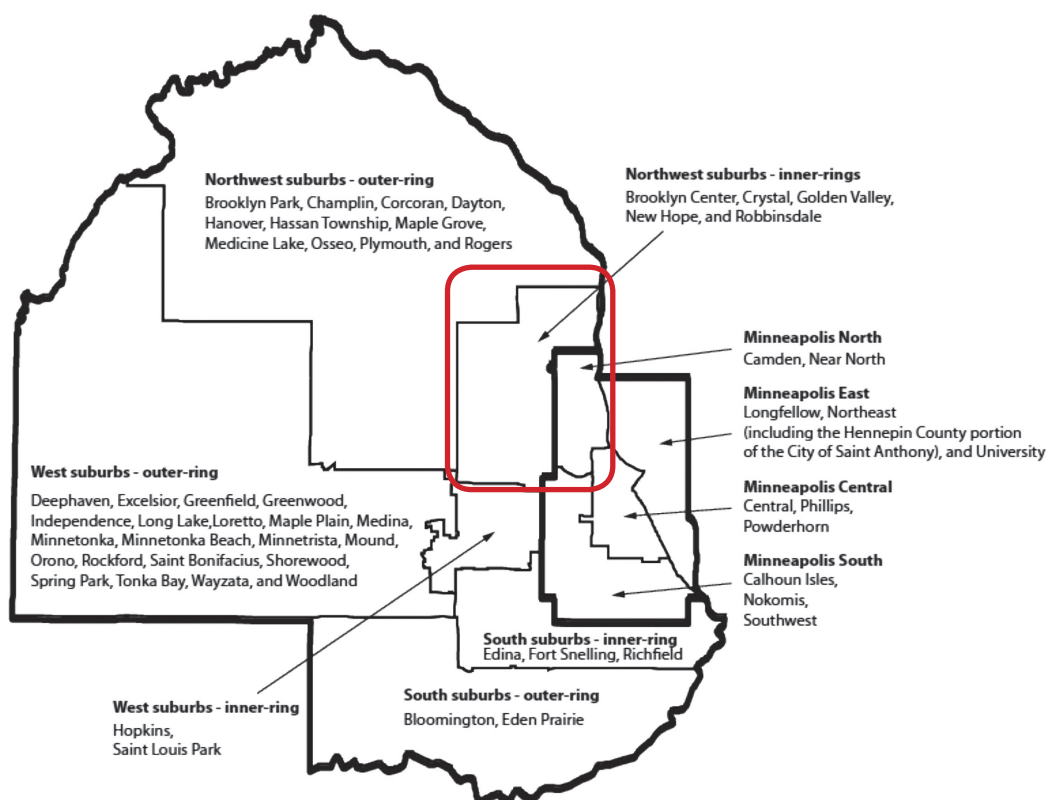 Northwest suburbs - outer-ring
Brooklyn Park, Champlin, Corcoran, Dayton,
Hanover, Hassan Township, Maple Grove,
Medicine Lake, Osseo, Plymouth, and Rogers
Northwest suburbs - inner-rings
Brooklyn Center, Crystal, Golden Valley,
New Hope, and Robbinsdale
Minneapolis North
Camden, Near North
Minneapolis East
Longfellow, Northeast
(including the Hennepin County portion
of the City of Saint Anthony), and University
West suburbs - outer-ring
Deephaven, Excelsior, Greenfield, Greenwood,
Independence, Long Lake,Loretto, Maple Plain, Medina,
Minnetonka, Minnetonka Beach, Minnetrista, Mound,
Orono, Rockford, Saint Bonifacius, Shorewood,
Spring Park, Tonka Bay, Wayzata, and Woodland
Minneapolis Central
Central, Phillips,
Powderhorn
Minneapolis South
Calhoun Isles,
Nokomis,
Southwest
South suburbs - inner-ring
Edina, Fort Snelling, Richfield
South suburbs - outer-ring
Bloomington, Eden Prairie
West suburbs - inner-ring
Hopkins,
Saint Louis Park